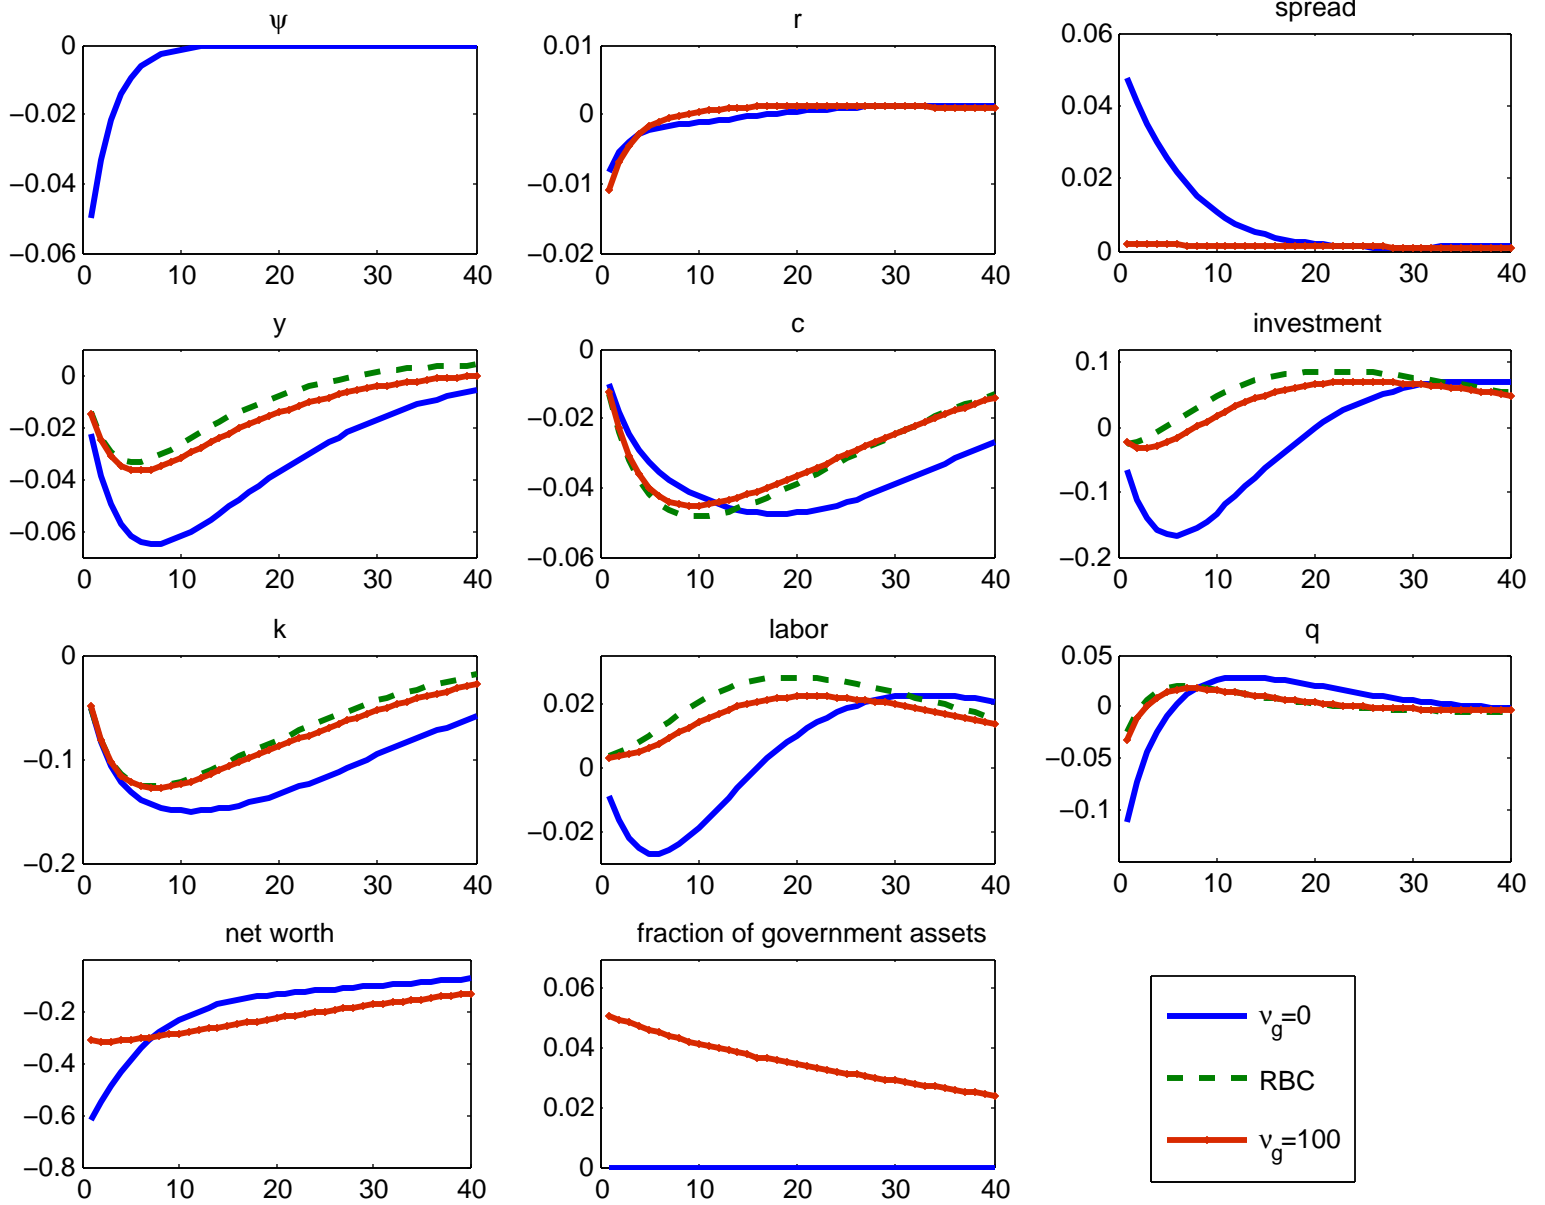 ψ r spread
0 0.01 0.06
−0.02 0 0.04
−0.04 −0.01 0.02
−0.06 −0.02 0
0 10 20 30 40 0 10 20 30 40 0 10 20 30 40
y c investment
0 0 0.1
−0.02 −0.02 0
−0.04 −0.04 −0.1
−0.06 −0.06 −0.2
0 10 20 30 40 0 10 20 30 40 0 10 20 30 40
k labor q
0 0.02 0.05
−0.1 0 0
−0.2 −0.02 −0.05
−0.1
0 10 20 30 40 0 10 20 30 40 0 10 20 30 40
net worth fraction of government assets
−0.2 0.06
−0.4 0.04
−0.6 0.02
−0.8 0
0 10 20 30 40 0 10 20 30 40
ν_g=0
RBC
ν_g=100